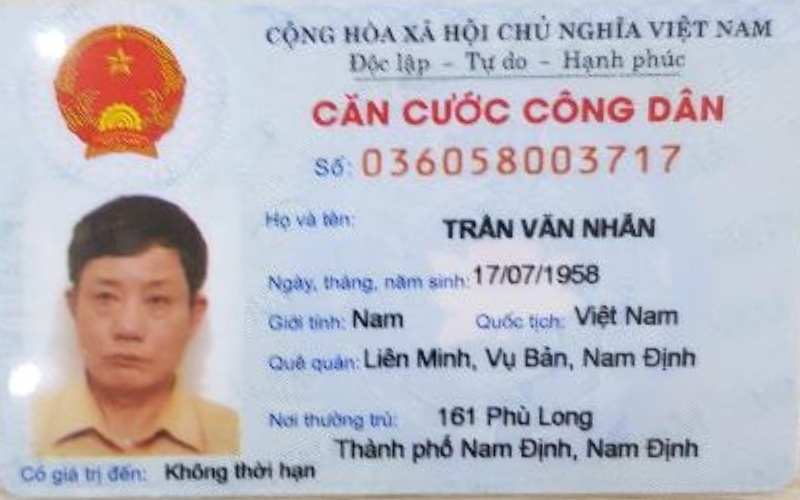 CỘNG HÒA XÃ HỘI CHỦ NGHĨA VIỆT NAM
Độc lập - Tự do - Hạnh phúc
CĂN CƯỚC CÔNG DÂN
Số: 036058003717
Họ và tên: TRẦN VĂN NHẪN
Ngày, tháng, năm sinh: 17/07/1958
Giới tính: Nam Quốc tịch: Việt Nam
Quê quán: Liên Minh, Vụ Bản, Nam Định
Nơi thường trú: 161 Phù Long
Thành phố Nam Định, Nam Định
Có giá trị đến: Không thời hạn